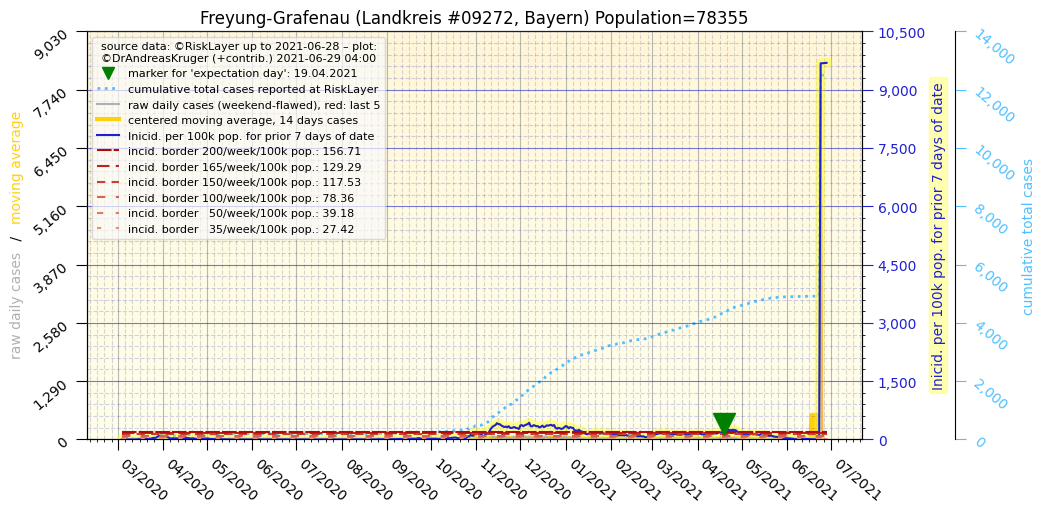 Freyung-Grafenau (Landkreis #09272, Bayern) Population=78355
source data: ©RiskLayer up to 2021-06-28 – plot:
©DrAndreasKruger (+contrib.) 2021-06-29 04:00
marker for 'expectation day': 19.04.2021
cumulative total cases reported at RiskLayer
raw daily cases (weekend-flawed), red: last 5
centered moving average, 14 days cases
Inicid. per 100k pop. for prior 7 days of date
incid. border 200/week/100k pop.: 156.71
incid. border 165/week/100k pop.: 129.29
incid. border 150/week/100k pop.: 117.53
incid. border 100/week/100k pop.: 78.36
incid. border 50/week/100k pop.: 39.18
incid. border 35/week/100k pop.: 27.42
raw daily cases / moving average
9,030
7,740
6,450
5,160
3,870
2,580
1,290
0
10,500
9,000
7,500
6,000
4,500
3,000
1,500
0
Inicid. per 100k pop. for prior 7 days of date
14,000
12,000
10,000
8,000
6,000
4,000
2,000
0
cumulative total cases
03/2020
04/2020
05/2020
06/2020
07/2020
08/2020
09/2020
10/2020
11/2020
12/2020
01/2021
02/2021
03/2021
04/2021
05/2021
06/2021
07/2021